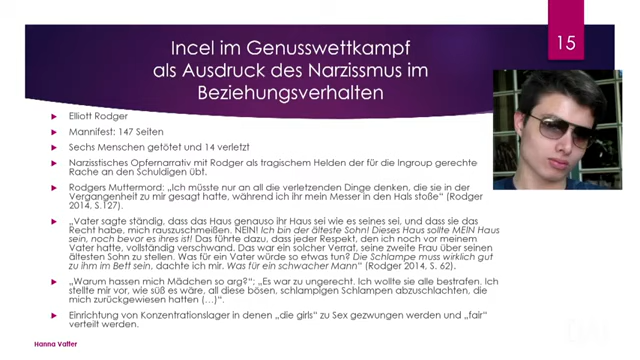 15
Incel im Genusswettkampf
als Ausdruck des Narzissmus im
Beziehungsverhalten
Elliott Rodger
Mannifest: 147 Seiten
Sechs Menschen getötet und 14 verletzt
Narzisstisches Opfernarrativ mit Rodger als tragischem Helden der für die Ingroup gerechte
Rache an den Schuldigen übt.
Rodgers Muttermord: „Ich müsste nur an all die verletzenden Dinge denken, die sie in der
Vergangenheit zu mir gesagt hatte, während ich ihr mein Messer in den Hals stoße“ (Rodger
2014, S.127).
„Vater sagte ständig, dass das Haus genauso ihr Haus sei wie es seines sei, und dass sie das
Recht habe, mich rauszuschmeißen. NEIN! Ich bin der älteste Sohn! Dieses Haus sollte MEIN Haus
sein, noch bevor es ihres ist! Das führte dazu, dass jeder Respekt, den ich noch vor meinem
Vater hatte, vollständig verschwand. Das war ein solcher Verrat, seine zweite Frau über seinen
ältesten Sohn zu stellen. Was für ein Vater würde so etwas tun? Die Schlampe muss wirklich gut
zu ihm im Bett sein, dachte ich mir. Was für ein schwacher Mann“ (Rodger 2014, S. 62).
„Warum hassen mich Mädchen so arg?“; „Es war zu ungerecht. Ich wollte sie alle bestrafen. Ich
stellte mir vor, wie süß es wäre, all diese bösen, schlampigen Schlampen abzuschlachten, die
mich zurückgewiesen hatten (…)“.
Einrichtung von Konzentrationslager in denen „die girls“ zu Sex gezwungen werden und „fair“
verteilt werden.
Hanna Vatter